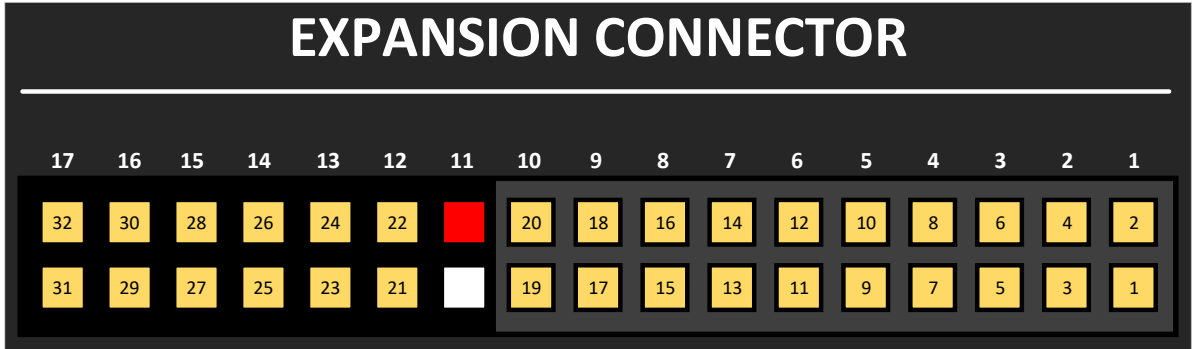 EXPANSION CONNECTOR
17 16 15 14 13 12 11 10 9 8 7 6 5 4 3 2 1
32 30 28 26 24 22 20 18 16 14 12 10 8 6 4 2
31 29 27 25 23 21 19 17 15 13 11 9 7 5 3 1